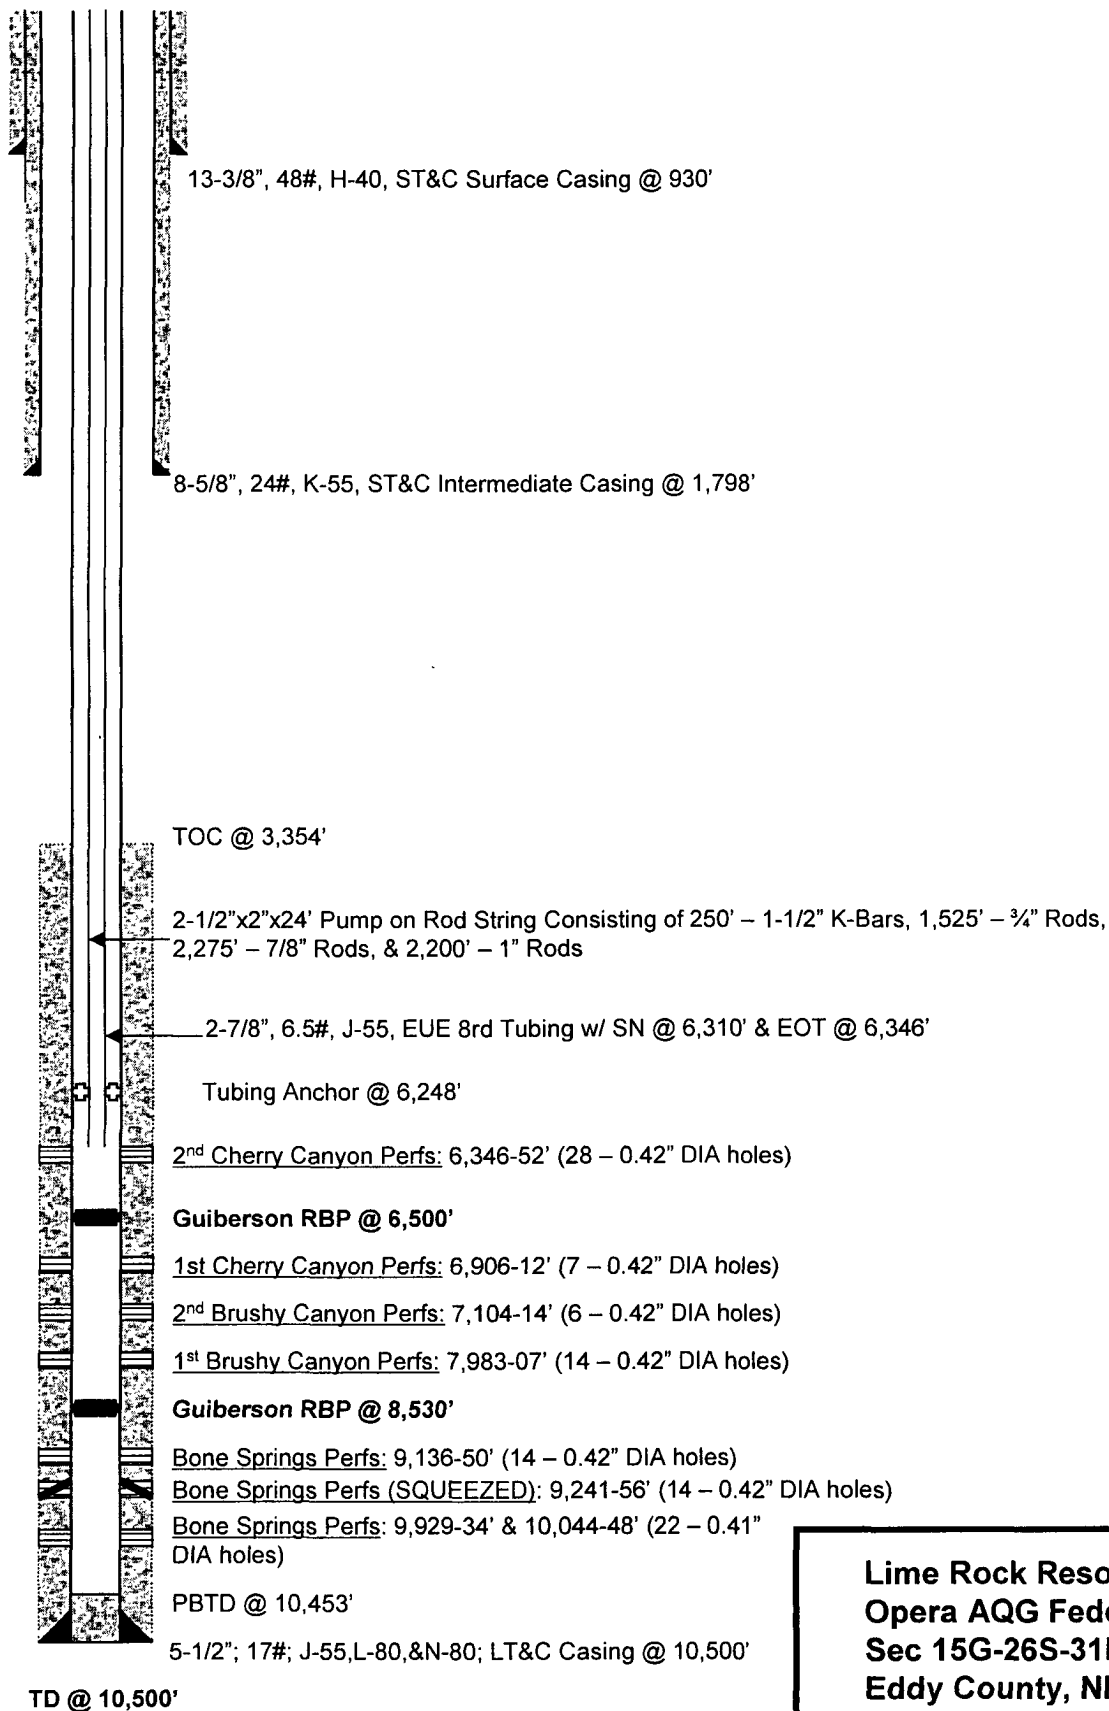 13-3/8”, 48#, H-40, ST&C Surface Casing @ 930’
8-5/8”, 24#, K-55, ST&C Intermediate Casing @ 1,798’
TOC @ 3,354’
2-1/2”x2”x24’ Pump on Rod String Consisting of 250’ – 1-1/2” K-Bars, 1,525’ – ¾” Rods,
2,275’ – 7/8” Rods, & 2,200’ – 1” Rods
2-7/8”, 6.5#, J-55, EUE 8rd Tubing w/ SN @ 6,310’ & EOT @ 6,346’
Tubing Anchor @ 6,248’
2nd Cherry Canyon Perfs: 6,346-52’ (28 – 0.42” DIA holes)
Guiberson RBP @ 6,500’
1st Cherry Canyon Perfs: 6,906-12’ (7 – 0.42” DIA holes)
2nd Brushy Canyon Perfs: 7,104-14’ (6 – 0.42” DIA holes)
1st Brushy Canyon Perfs: 7,983-07’ (14 – 0.42” DIA holes)
Guiberson RBP @ 8,530’
Bone Springs Perfs: 9,136-50’ (14 – 0.42” DIA holes)
Bone Springs Perfs (SQUEEZED): 9,241-56’ (14 – 0.42” DIA holes)
Bone Springs Perfs: 9,929-34’ & 10,044-48’ (22 – 0.41”
DIA holes)
PBTD @ 10,453’
5-1/2”; 17#; J-55,L-80,&N-80; LT&C Casing @ 10,500’
TD @ 10,500’
Lime Rock
Opera AQG
Sec 15G-26S
Eddy County,